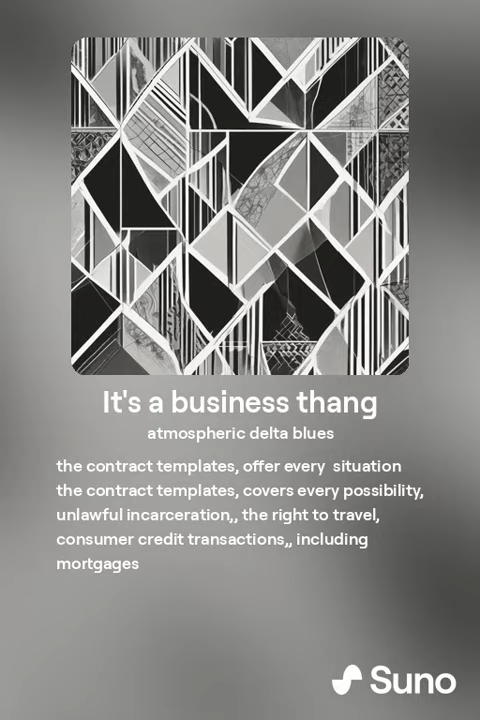 It's a business thang
atmospheric delta blues
the contract templates, offer every  situation
the contract templates, covers every possibility,
unlawful incarceration,, the right to travel,
consumer credit transactions,, including
mortgages
Suno